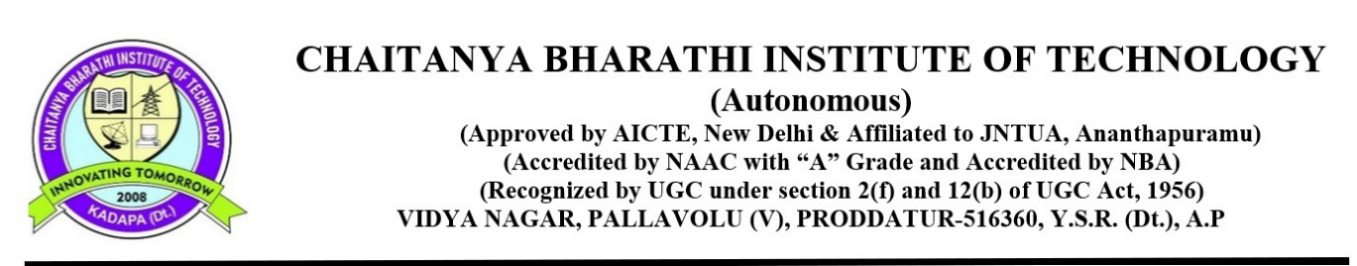 CHAITANYA BHARATHI INSTITUTE OF TECHNOLOGY
INNOVATING TOMORROW
2008
KADAPA (Dt.)
CHAITANYA BHARATHI INSTITUTE OF TECHNOLOGY
(Autonomous)
(Approved by AICTE, New Delhi & Affiliated to JNTUA, Ananthapuramu)
(Accredited by NAAC with “A” Grade and Accredited by NBA)
(Recognized by UGC under section 2(f) and 12(b) of UGC Act, 1956)
VIDYA NAGAR, PALLAVOLU (V), PRODDATUR-516360, Y.S.R. (Dt.), A.P